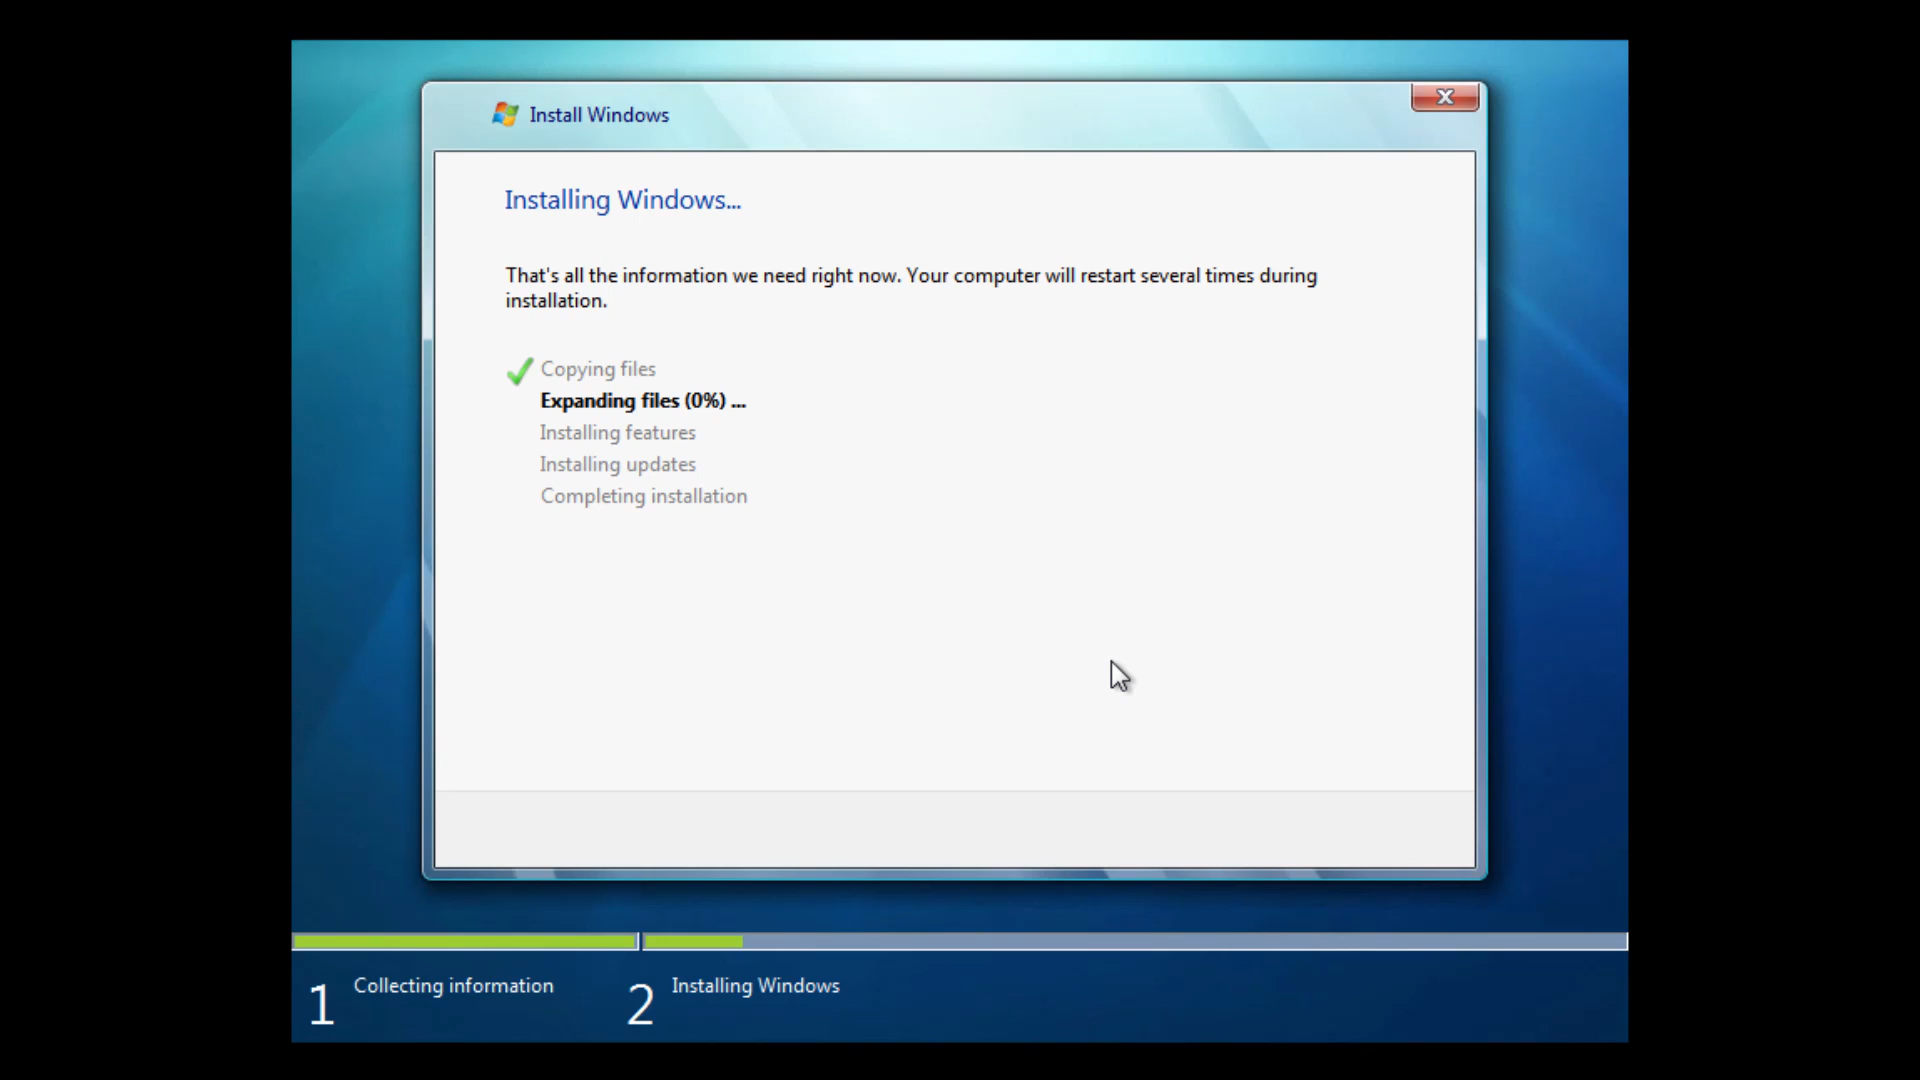 Install Windows
Installing Windows...
That's all the information we need right now. Your computer will restart several times during
installation.
Copying files
Expanding files (0%) ...
Installing features
Installing updates
Completing installation
1 Collecting information 2 Installing Windows